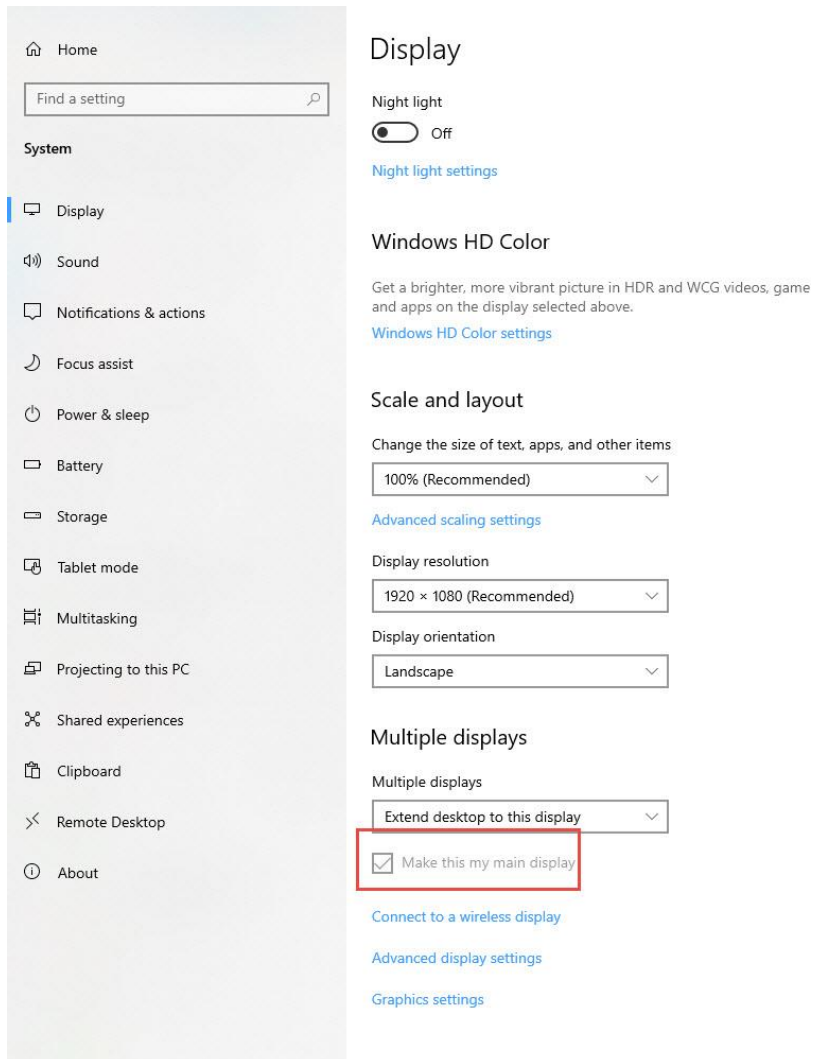 Home
Find a setting
System
Display
Sound
Notifications & actions
Focus assist
Power & sleep
Battery
Storage
Tablet mode
Multitasking
Projecting to this PC
Shared experiences
Clipboard
Remote Desktop
About
Display
Night light
Off
Night light settings
Windows HD Color
Get a brighter, more vibrant picture in HDR and WCG videos, game
and apps on the display selected above.
Windows HD Color settings
Scale and layout
Change the size of text, apps, and other items
100% (Recommended)
Advanced scaling settings
Display resolution
1920 × 1080 (Recommended)
Display orientation
Landscape
Multiple displays
Multiple displays
Extend desktop to this display
Make this my main display
Connect to a wireless display
Advanced display settings
Graphics settings